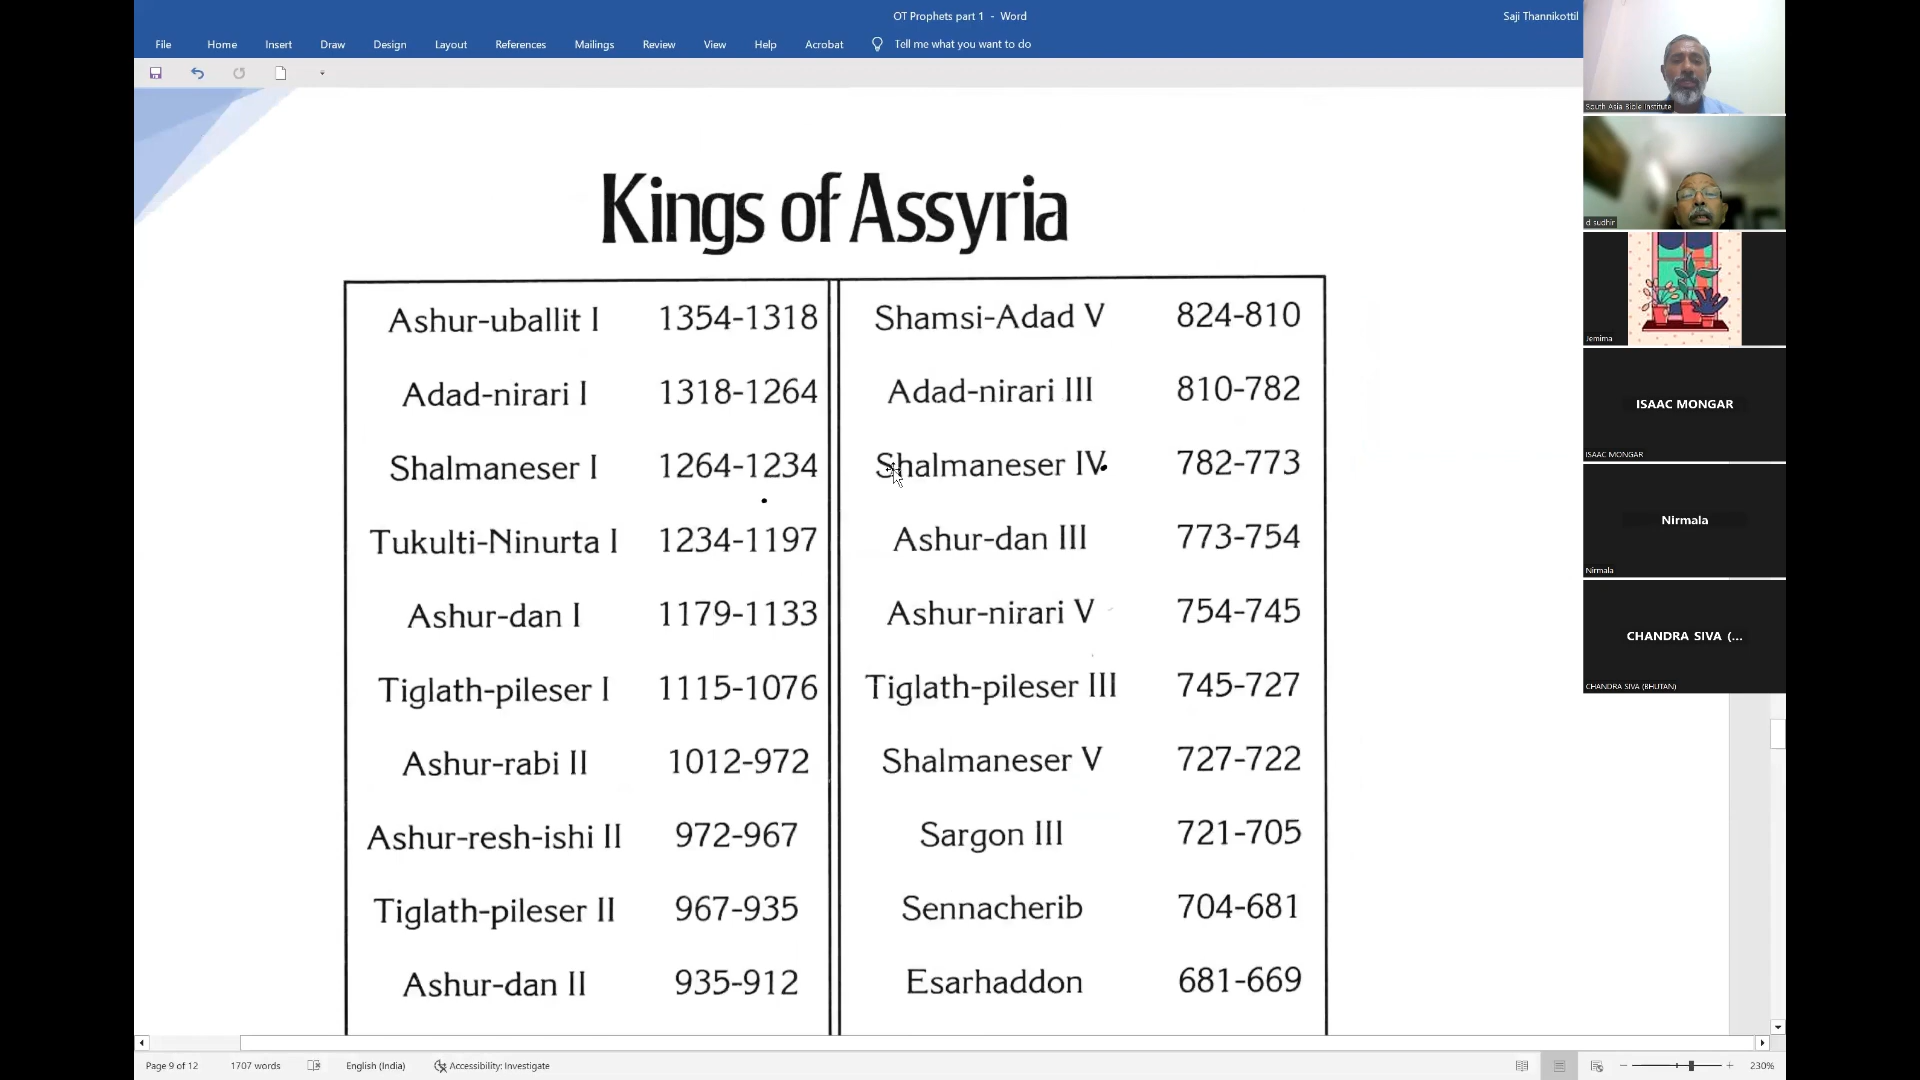 OT Prophets part 1 - Word
Saji Thannikottil
File Home Insert Draw Design Layout References Mailings Review View Help Acrobat Tell me what you want to do
Kings of Assyria
Ashur-uballit I 1354-1318
Adad-nirari I 1318-1264
Shalmaneser I 1264-1234
Tukulti-Ninurta I 1234-1197
Ashur-dan I 1179-1133
Tiglath-pileser I 1115-1076
Ashur-rabi II 1012-972
Ashur-resh-ishi II 972-967
Tiglath-pileser II 967-935
Ashur-dan II 935-912
Shamsi-Adad V 824-810
Adad-nirari III 810-782
Shalmaneser IV 782-773
Ashur-dan III 773-754
Ashur-nirari V 754-745
Tiglath-pileser III 745-727
Shalmaneser V 727-722
Sargon III 721-705
Sennacherib 704-681
Esarhaddon 681-669
South Asia Bible Institute
d sudhir
Jemima
ISAAC MONGAR
ISAAC MONGAR
Nirmala
Nirmala
CHANDRA SIVA (...
CHANDRA SIVA (BHUTAN)
Page 9 of 12 1707 words English (India) Accessibility: Investigate 230%